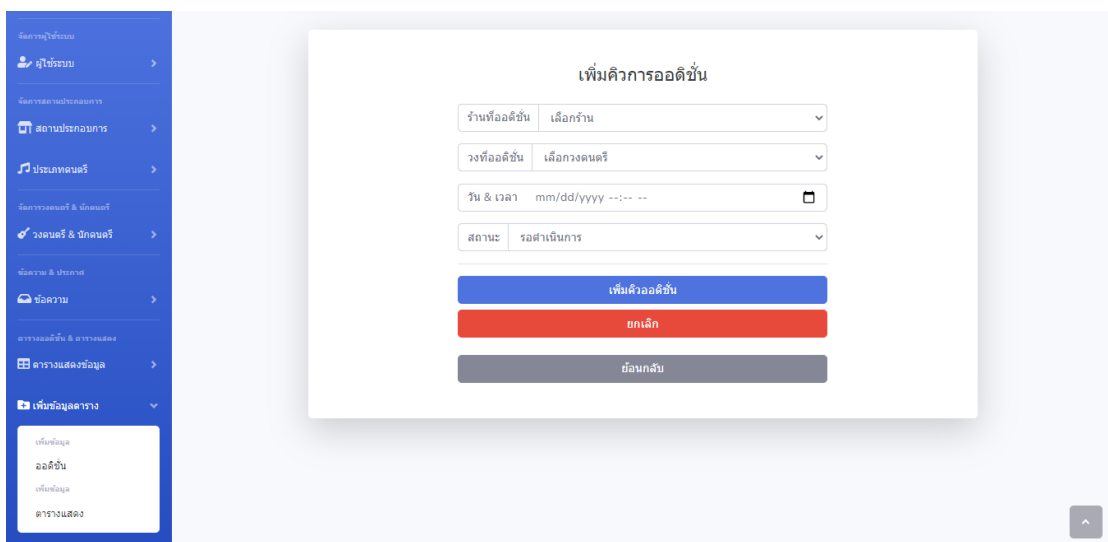 จัดการผู้ใช้ระบบ
ผู้ใช้ระบบ
จัดการสถานประกอบการ
สถานประกอบการ
ประเภทดนตรี
จัดการวงดนตรี & นักดนตรี
วงดนตรี & นักดนตรี
ข้อความ & ประกาศ
ข้อความ
ตารางออดิชั่น & ตารางแสดง
ตารางแสดงข้อมูล
เพิ่มข้อมูลตาราง
เพิ่มข้อมูล
ออดิชั่น
เพิ่มข้อมูล
ตารางแสดง
เพิ่มคิวการออดิชั่น
ร้านที่ออดิชั่น เลือกร้าน
วงที่ออดิชั่น เลือกวงดนตรี
วัน & เวลา mm/dd/yyyy --:-- --
สถานะ รอดำเนินการ
เพิ่มคิวออดิชั่น
ยกเลิก
ย้อนกลับ